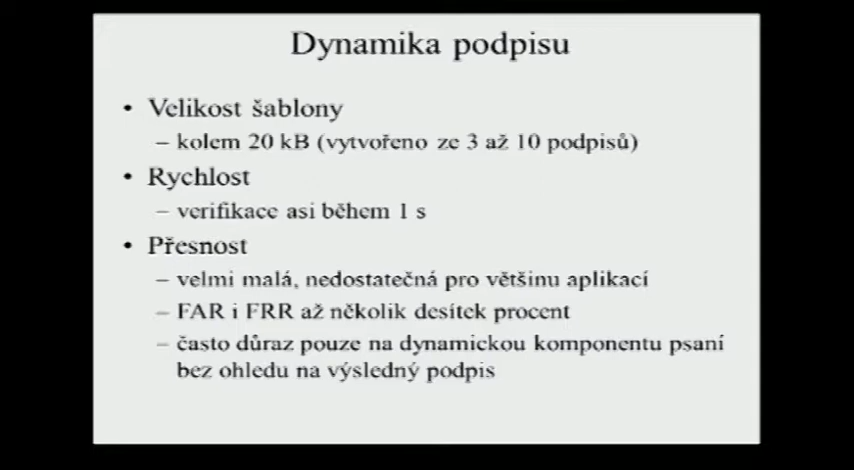 Dynamika podpisu
• Velikost šablony
– kolem 20 kB (vytvořeno ze 3 až 10 podpisů)
• Rychlost
– verifikace asi během 1 s
• Přesnost
– velmi malá, nedostatečná pro většinu aplikací
– FAR i FRR až několik desítek procent
– často důraz pouze na dynamickou komponentu psaní
bez ohledu na výsledný podpis